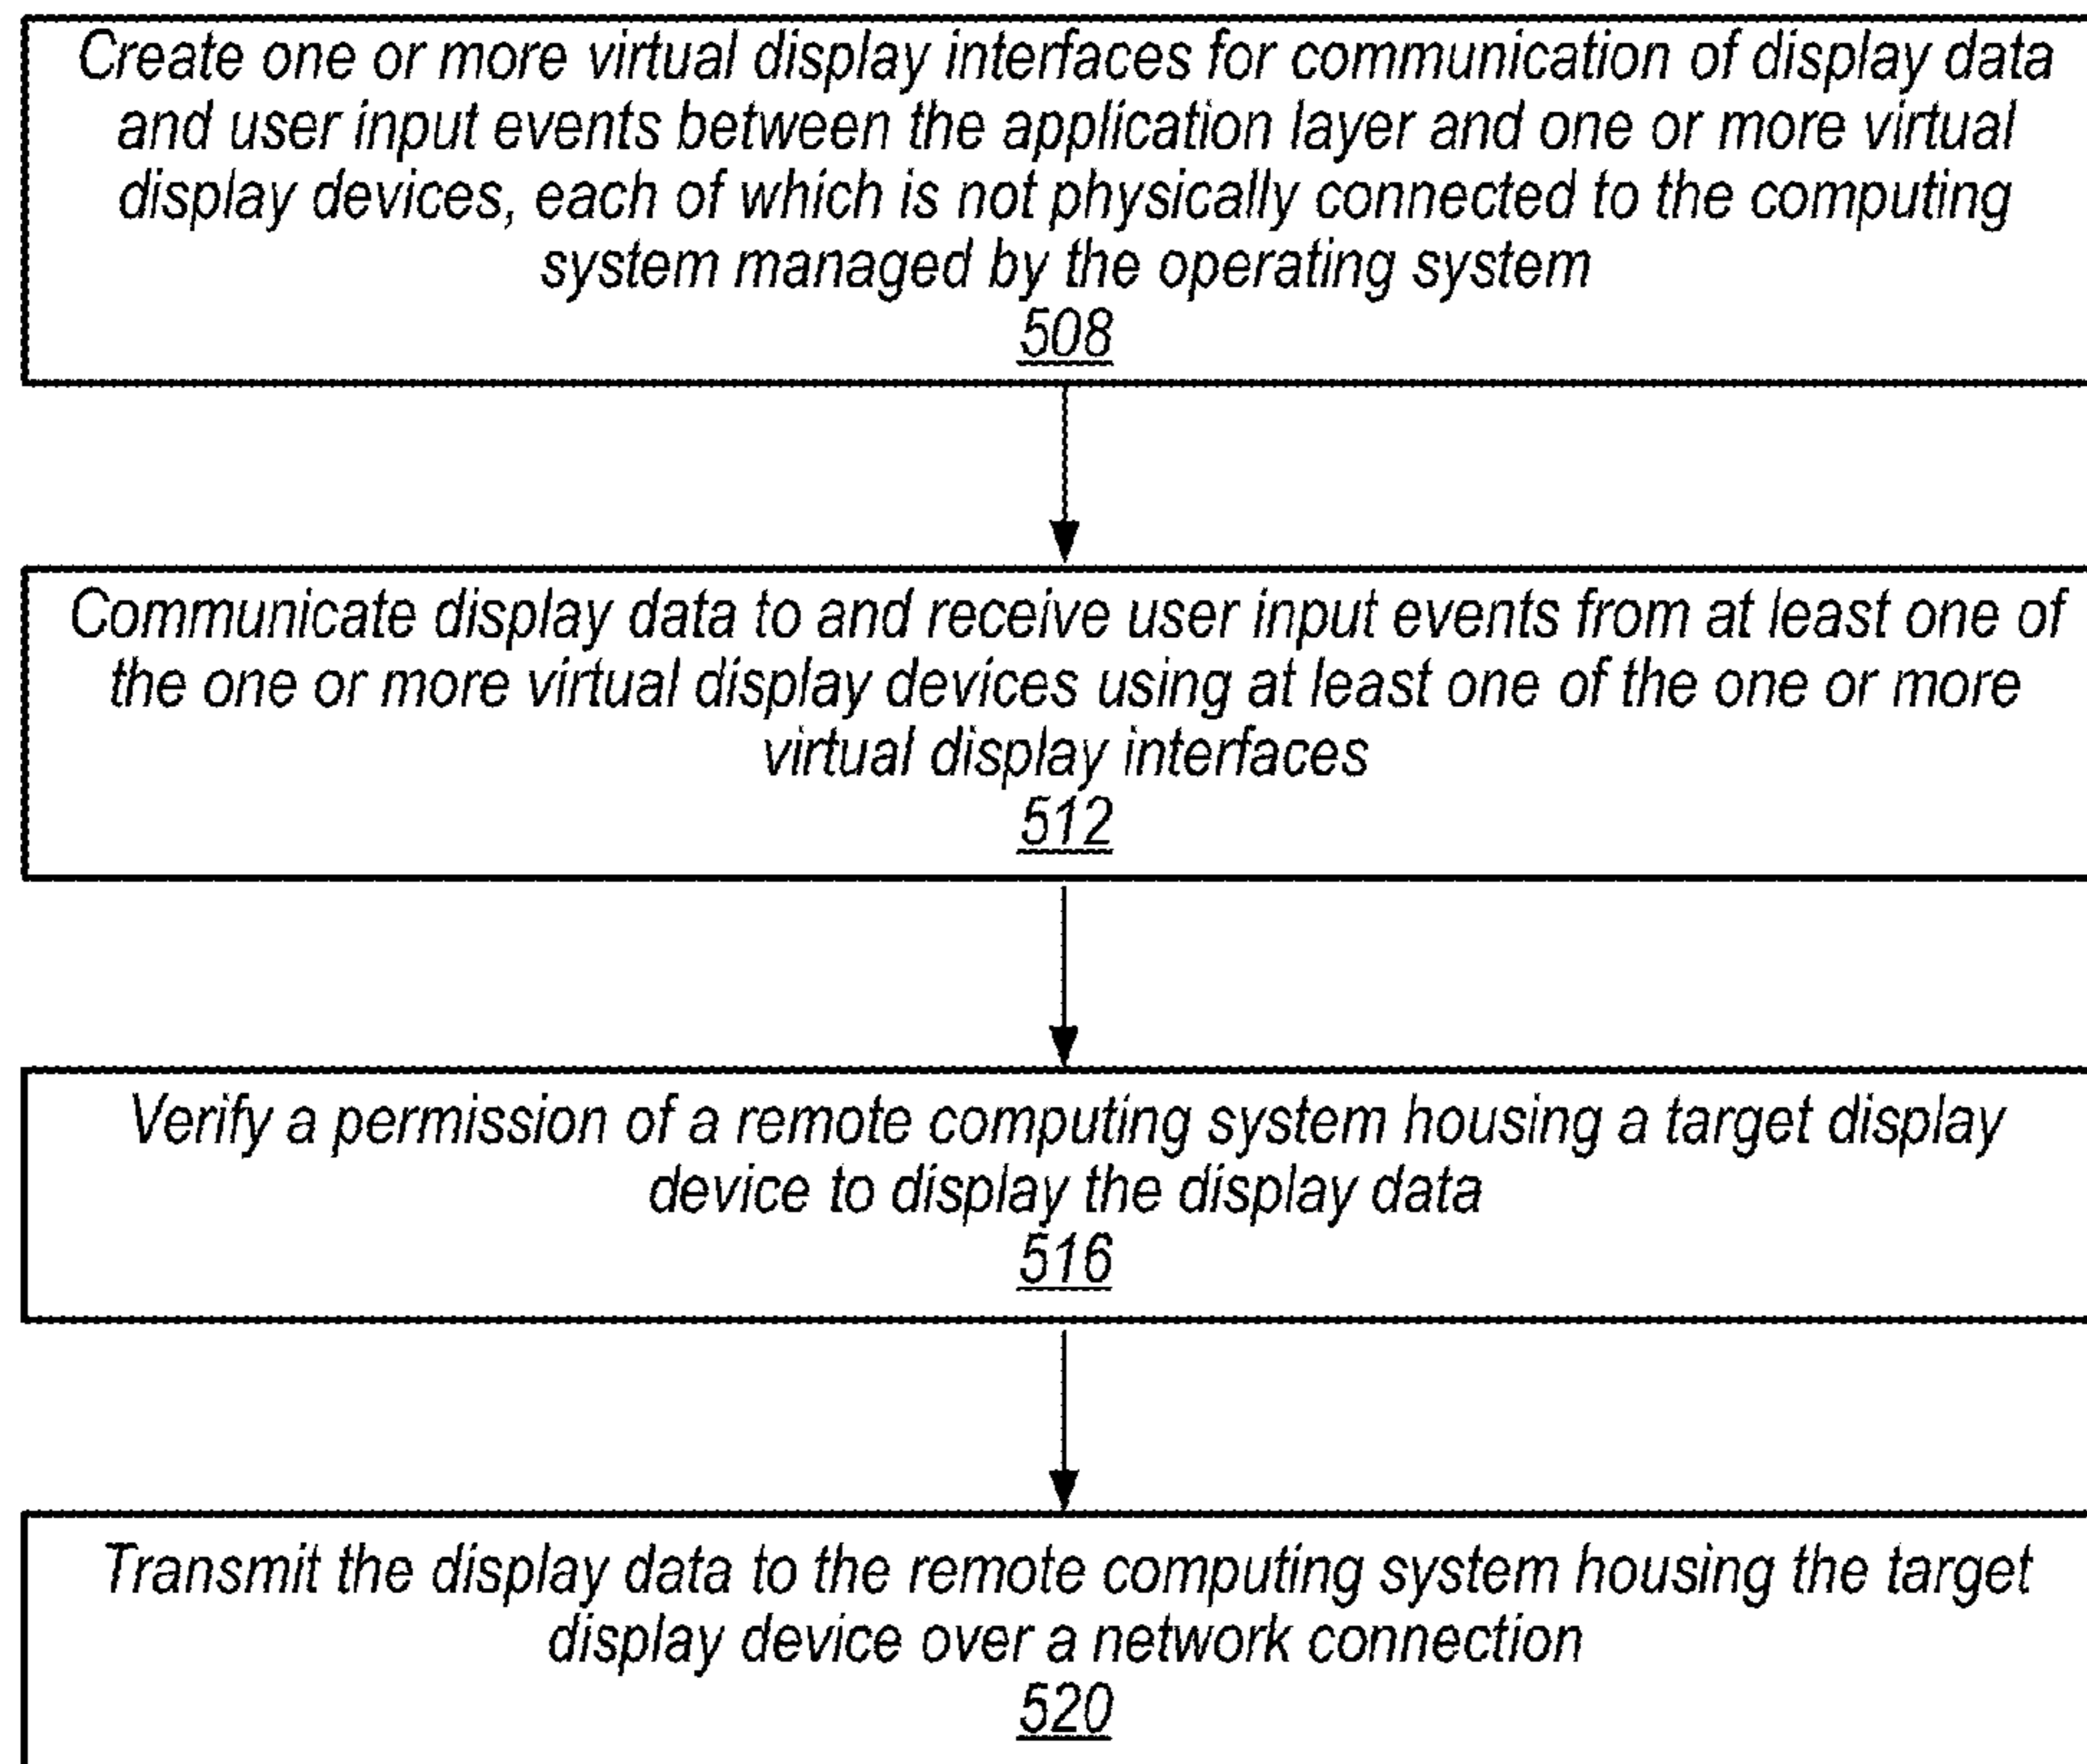 Create one or more virtual display interfaces for communication of display data
and user input events between the application layer and one or more virtual
display devices, each of which is not physically connected to the computing
system managed by the operating system
508
Communicate display data to and receive user input events from at least one of
the one or more virtual display devices using at least one of the one or more
virtual display interfaces
512
Verify a permission of a remote computing system housing a target display
device to display the display data
516
Transmit the display data to the remote computing system housing the target
display device over a network connection
520